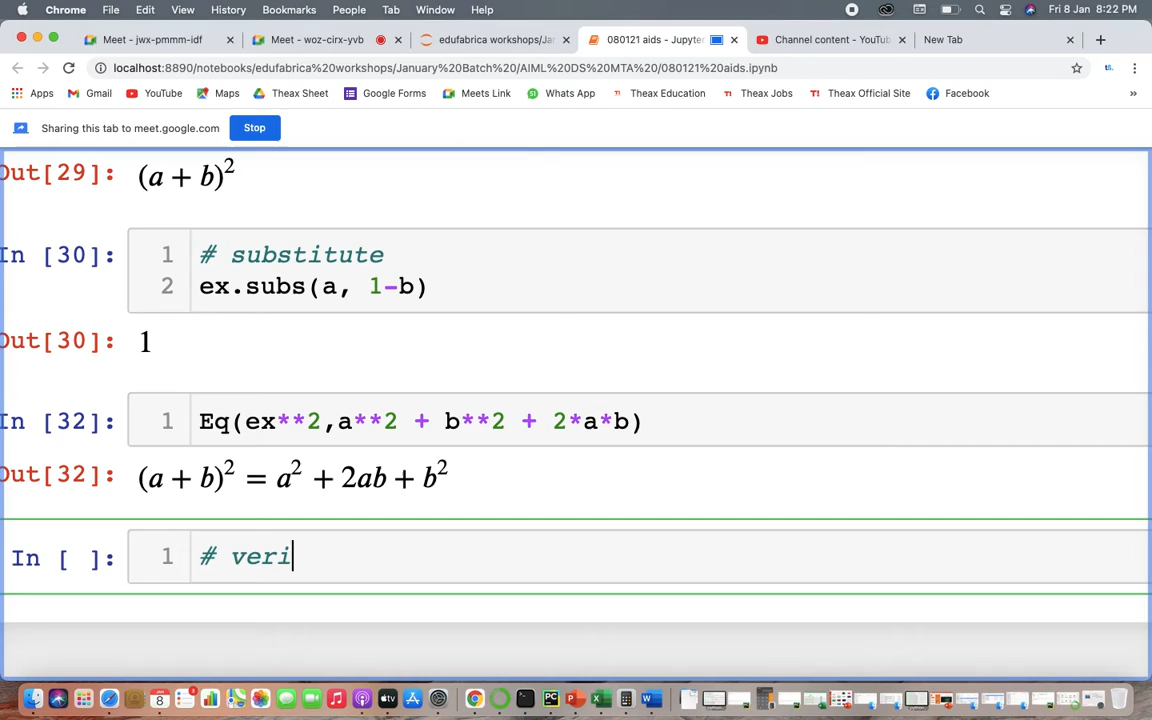 Chrome File Edit View History Bookmarks People Tab Window Help Fri 8 Jan 8:22 PM
Meet - jwx-pmmm-idf Meet - woz-cirx-yvb edufabrica workshops/Jan 080121 aids - Jupyter Channel content - YouTu New Tab
localhost:8890/notebooks/edufabrica%20workshops/January%20Batch%20/AIML%20DS%20MTA%20/080121%20aids.ipynb
Apps Gmail YouTube Maps Theax Sheet Google Forms Meets Link Whats App Theax Education Theax Jobs Theax Official Site Facebook »
Sharing this tab to meet.google.com Stop
Out[29]: (a + b)²
In [30]: 1 # substitute
2 ex.subs(a, 1-b)
Out[30]: 1
In [32]: 1 Eq(ex**2,a**2 + b**2 + 2*a*b)
Out[32]: (a + b)² = a² + 2ab + b²
In [ ]: 1 # veri